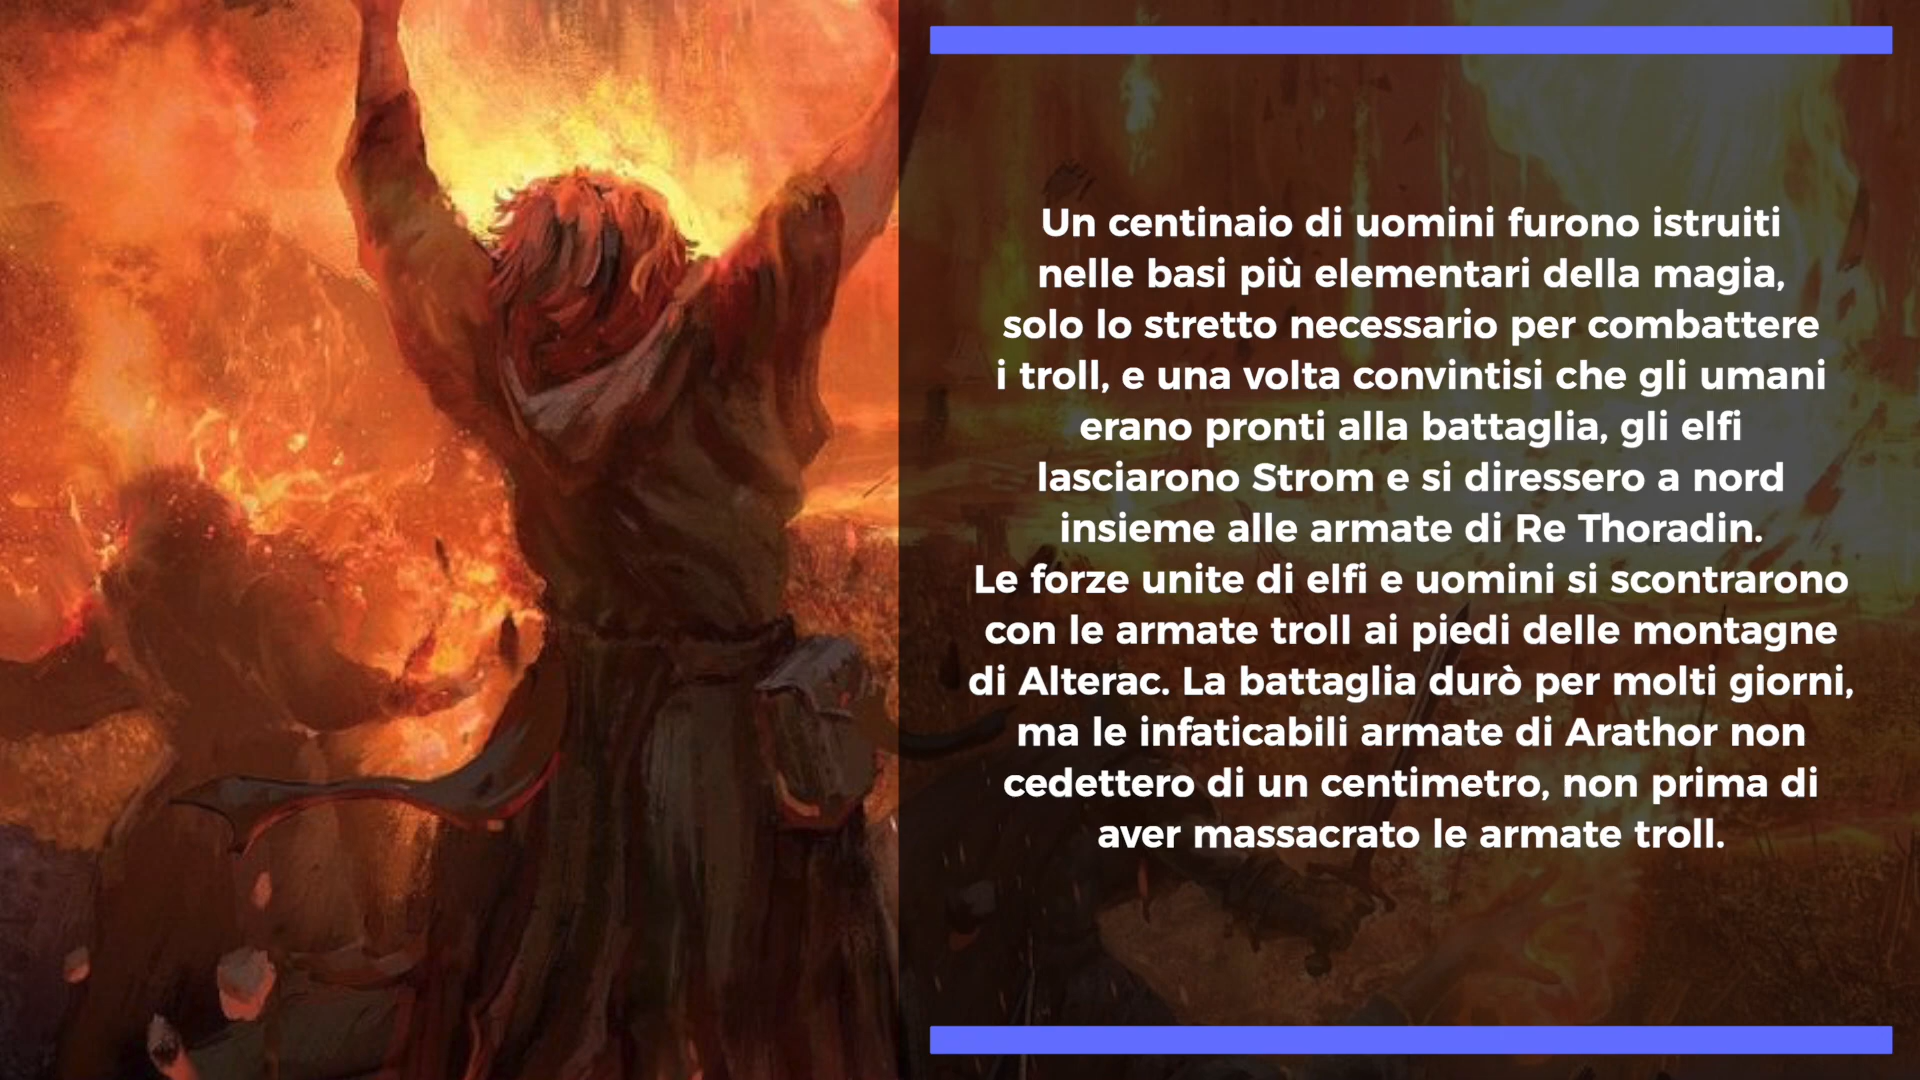 Un centinaio di uomini furono istruiti
nelle basi più elementari della magia,
solo lo stretto necessario per combattere
i troll, e una volta convintisi che gli umani
erano pronti alla battaglia, gli elfi
lasciarono Strom e si diressero a nord
insieme alle armate di Re Thoradin.
Le forze unite di elfi e uomini si scontrarono
con le armate troll ai piedi delle montagne
di Alterac. La battaglia durò per molti giorni,
ma le infaticabili armate di Arathor non
cedettero di un centimetro, non prima di
aver massacrato le armate troll.